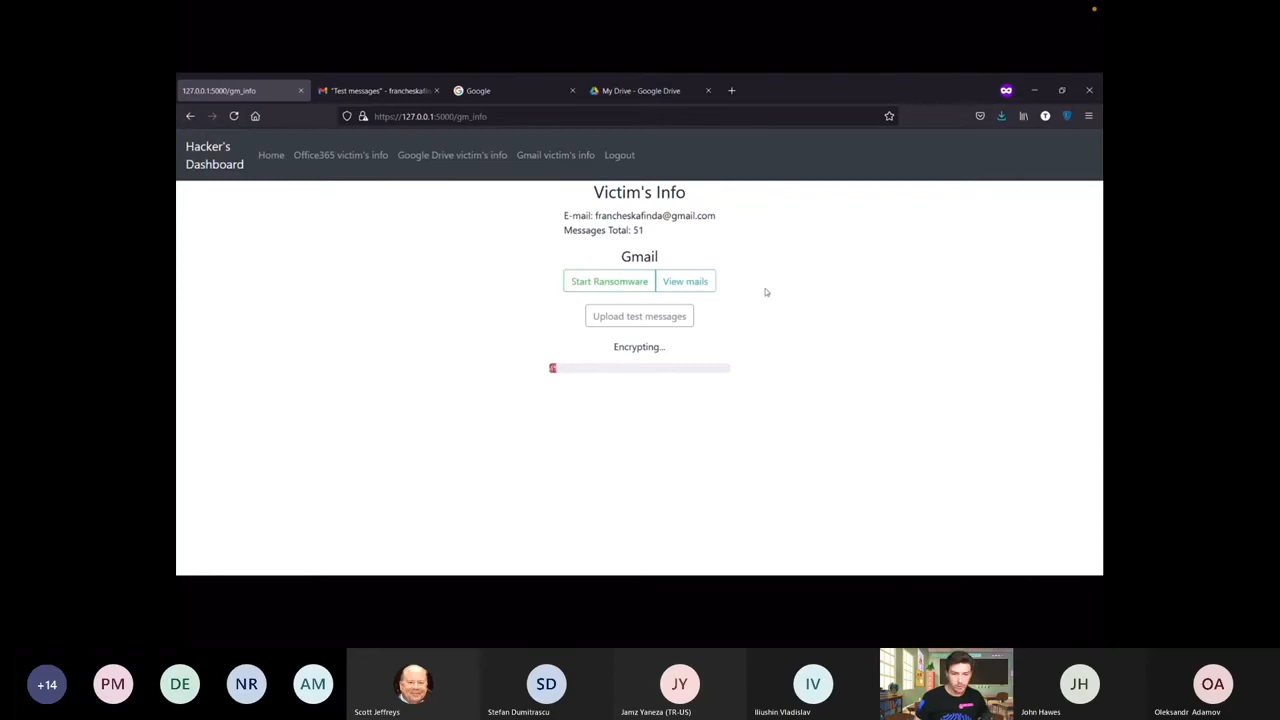 127.0.0.1:5000/gm_info
"Test messages" - francheskafin
Google
My Drive - Google Drive
https://127.0.0.1:5000/gm_info
Hacker's
Dashboard
Home
Office365 victim's info
Google Drive victim's info
Gmail victim's info
Logout
Victim's Info
E-mail: francheskafinda@gmail.com
Messages Total: 51
Gmail
Start Ransomware
View mails
Upload test messages
Encrypting...
+14
PM
DE
NR
AM
SD
JY
IV
JH
OA
Scott Jeffreys
Stefan Dumitrascu
Jamz Yaneza (TR-US)
Iliushin Vladislav
John Hawes
Oleksandr Adamov